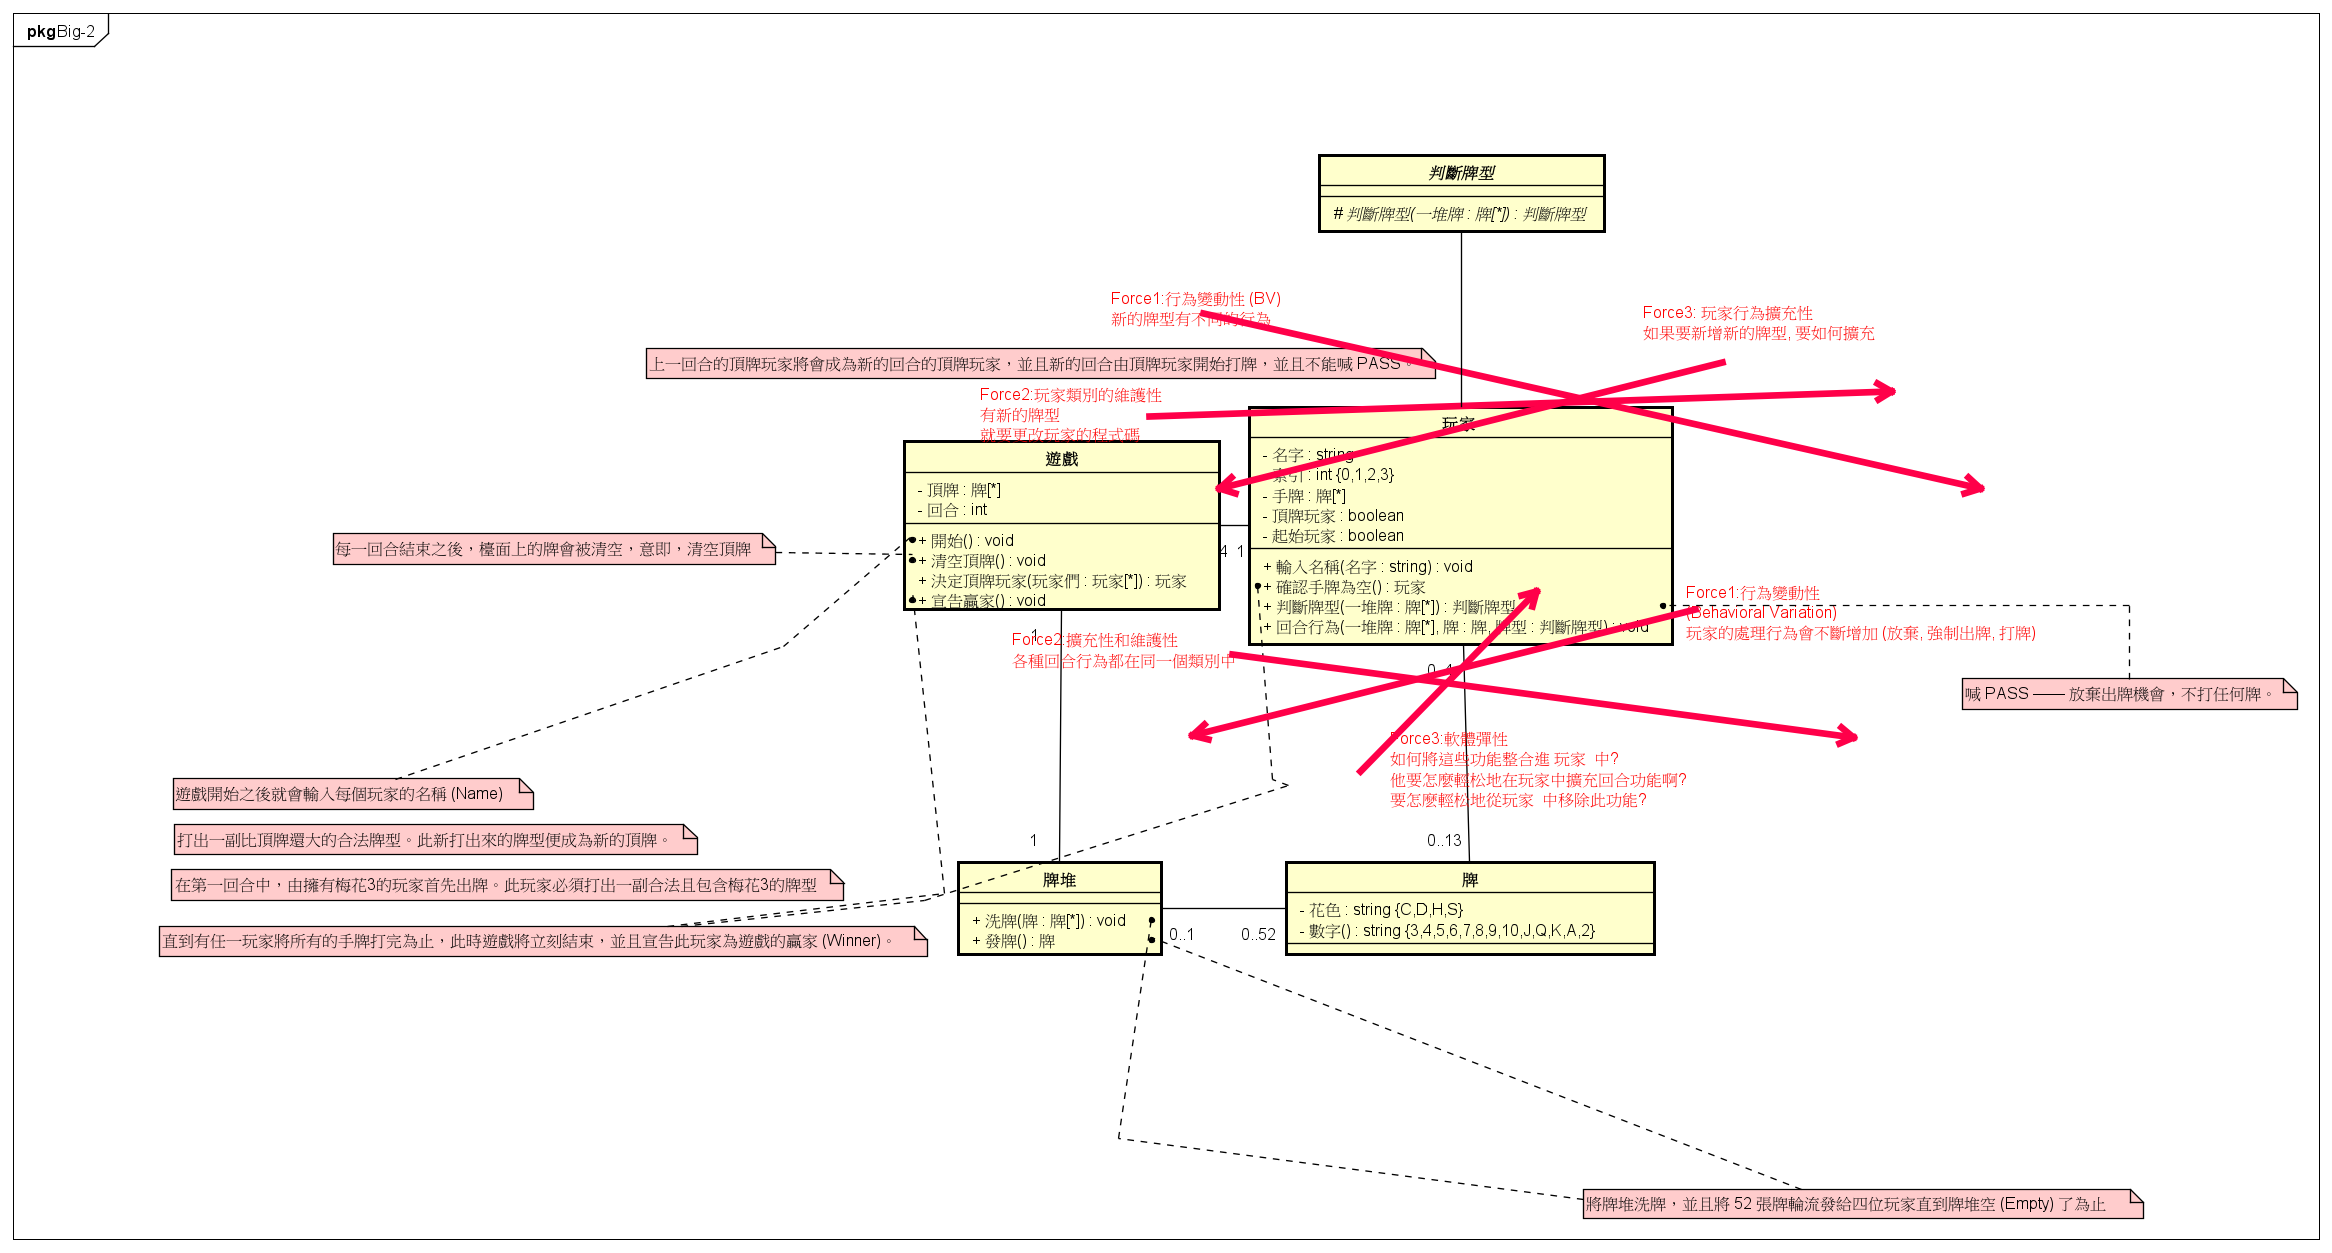 pkgBig-2
判斷牌型
# 判斷牌型(一堆牌 : 牌[*]) : 判斷牌型
Force1:行為變動性 (BV)
新的牌型有不同的行為
Force3: 玩家行為擴充性
如果要新增新的牌型, 要如何擴充
上一回合的頂牌玩家將會成為新的回合的頂牌玩家，並且新的回合由頂牌玩家開始打牌，並且不能喊 PASS。
Force2:玩家類別的維護性
有新的牌型
就要更改玩家的程式碼
遊戲
- 頂牌 : 牌[*]
- 回合 : int
+ 開始() : void
+ 清空頂牌() : void
+ 決定頂牌玩家(玩家們 : 玩家[*]) : 玩家
+ 宣告贏家() : void
4
1
玩家
- 名字 : string
- 索引 : int {0,1,2,3}
- 手牌 : 牌[*]
- 頂牌玩家 : boolean
- 起始玩家 : boolean
+ 輸入名稱(名字 : string) : void
+ 確認手牌為空() : 玩家
+ 判斷牌型(一堆牌 : 牌[*]) : 判斷牌型
+ 回合行為(一堆牌 : 牌[*], 牌 : 牌, 牌型 : 判斷牌型) : void
每一回合結束之後，檯面上的牌會被清空，意即，清空頂牌
Force1:行為變動性
(Behavioral Variation)
玩家的處理行為會不斷增加 (放棄, 強制出牌, 打牌)
1
Force2:擴充性和維護性
各種回合行為都在同一個類別中
喊 PASS —— 放棄出牌機會，不打任何牌。
Force3:軟體彈性
如何將這些功能整合進 玩家 中?
他要怎麼輕松地在玩家中擴充回合功能啊?
要怎麼輕松地從玩家 中移除此功能?
遊戲開始之後就會輸入每個玩家的名稱 (Name)
打出一副比頂牌還大的合法牌型。此新打出來的牌型便成為新的頂牌。
在第一回合中，由擁有梅花3的玩家首先出牌。此玩家必須打出一副合法且包含梅花3的牌型
直到有任一玩家將所有的手牌打完為止，此時遊戲將立刻結束，並且宣告此玩家為遊戲的贏家 (Winner)。
1
0..13
牌堆
+ 洗牌(牌 : 牌[*]) : void
+ 發牌() : 牌
0..1
0..52
牌
- 花色 : string {C,D,H,S}
- 數字() : string {3,4,5,6,7,8,9,10,J,Q,K,A,2}
將牌堆洗牌，並且將 52 張牌輪流發給四位玩家直到牌堆空 (Empty) 了為止